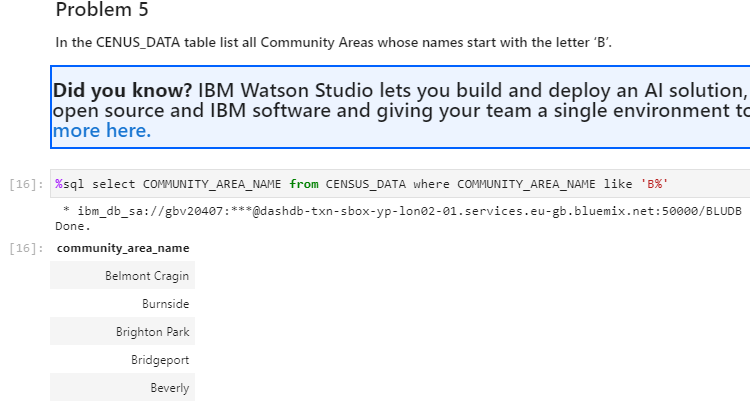 Problem 5
In the CENUS_DATA table list all Community Areas whose names start with the letter ‘B’.
Did you know? IBM Watson Studio lets you build and deploy an AI solution,
open source and IBM software and giving your team a single environment to
more here.
[16]: %sql select COMMUNITY_AREA_NAME from CENSUS_DATA where COMMUNITY_AREA_NAME like 'B%'
* ibm_db_sa://gbv20407:***@dashdb-txn-sbox-yp-lon02-01.services.eu-gb.bluemix.net:50000/BLUDB
Done.
[16]: community_area_name
Belmont Cragin
Burnside
Brighton Park
Bridgeport
Beverly